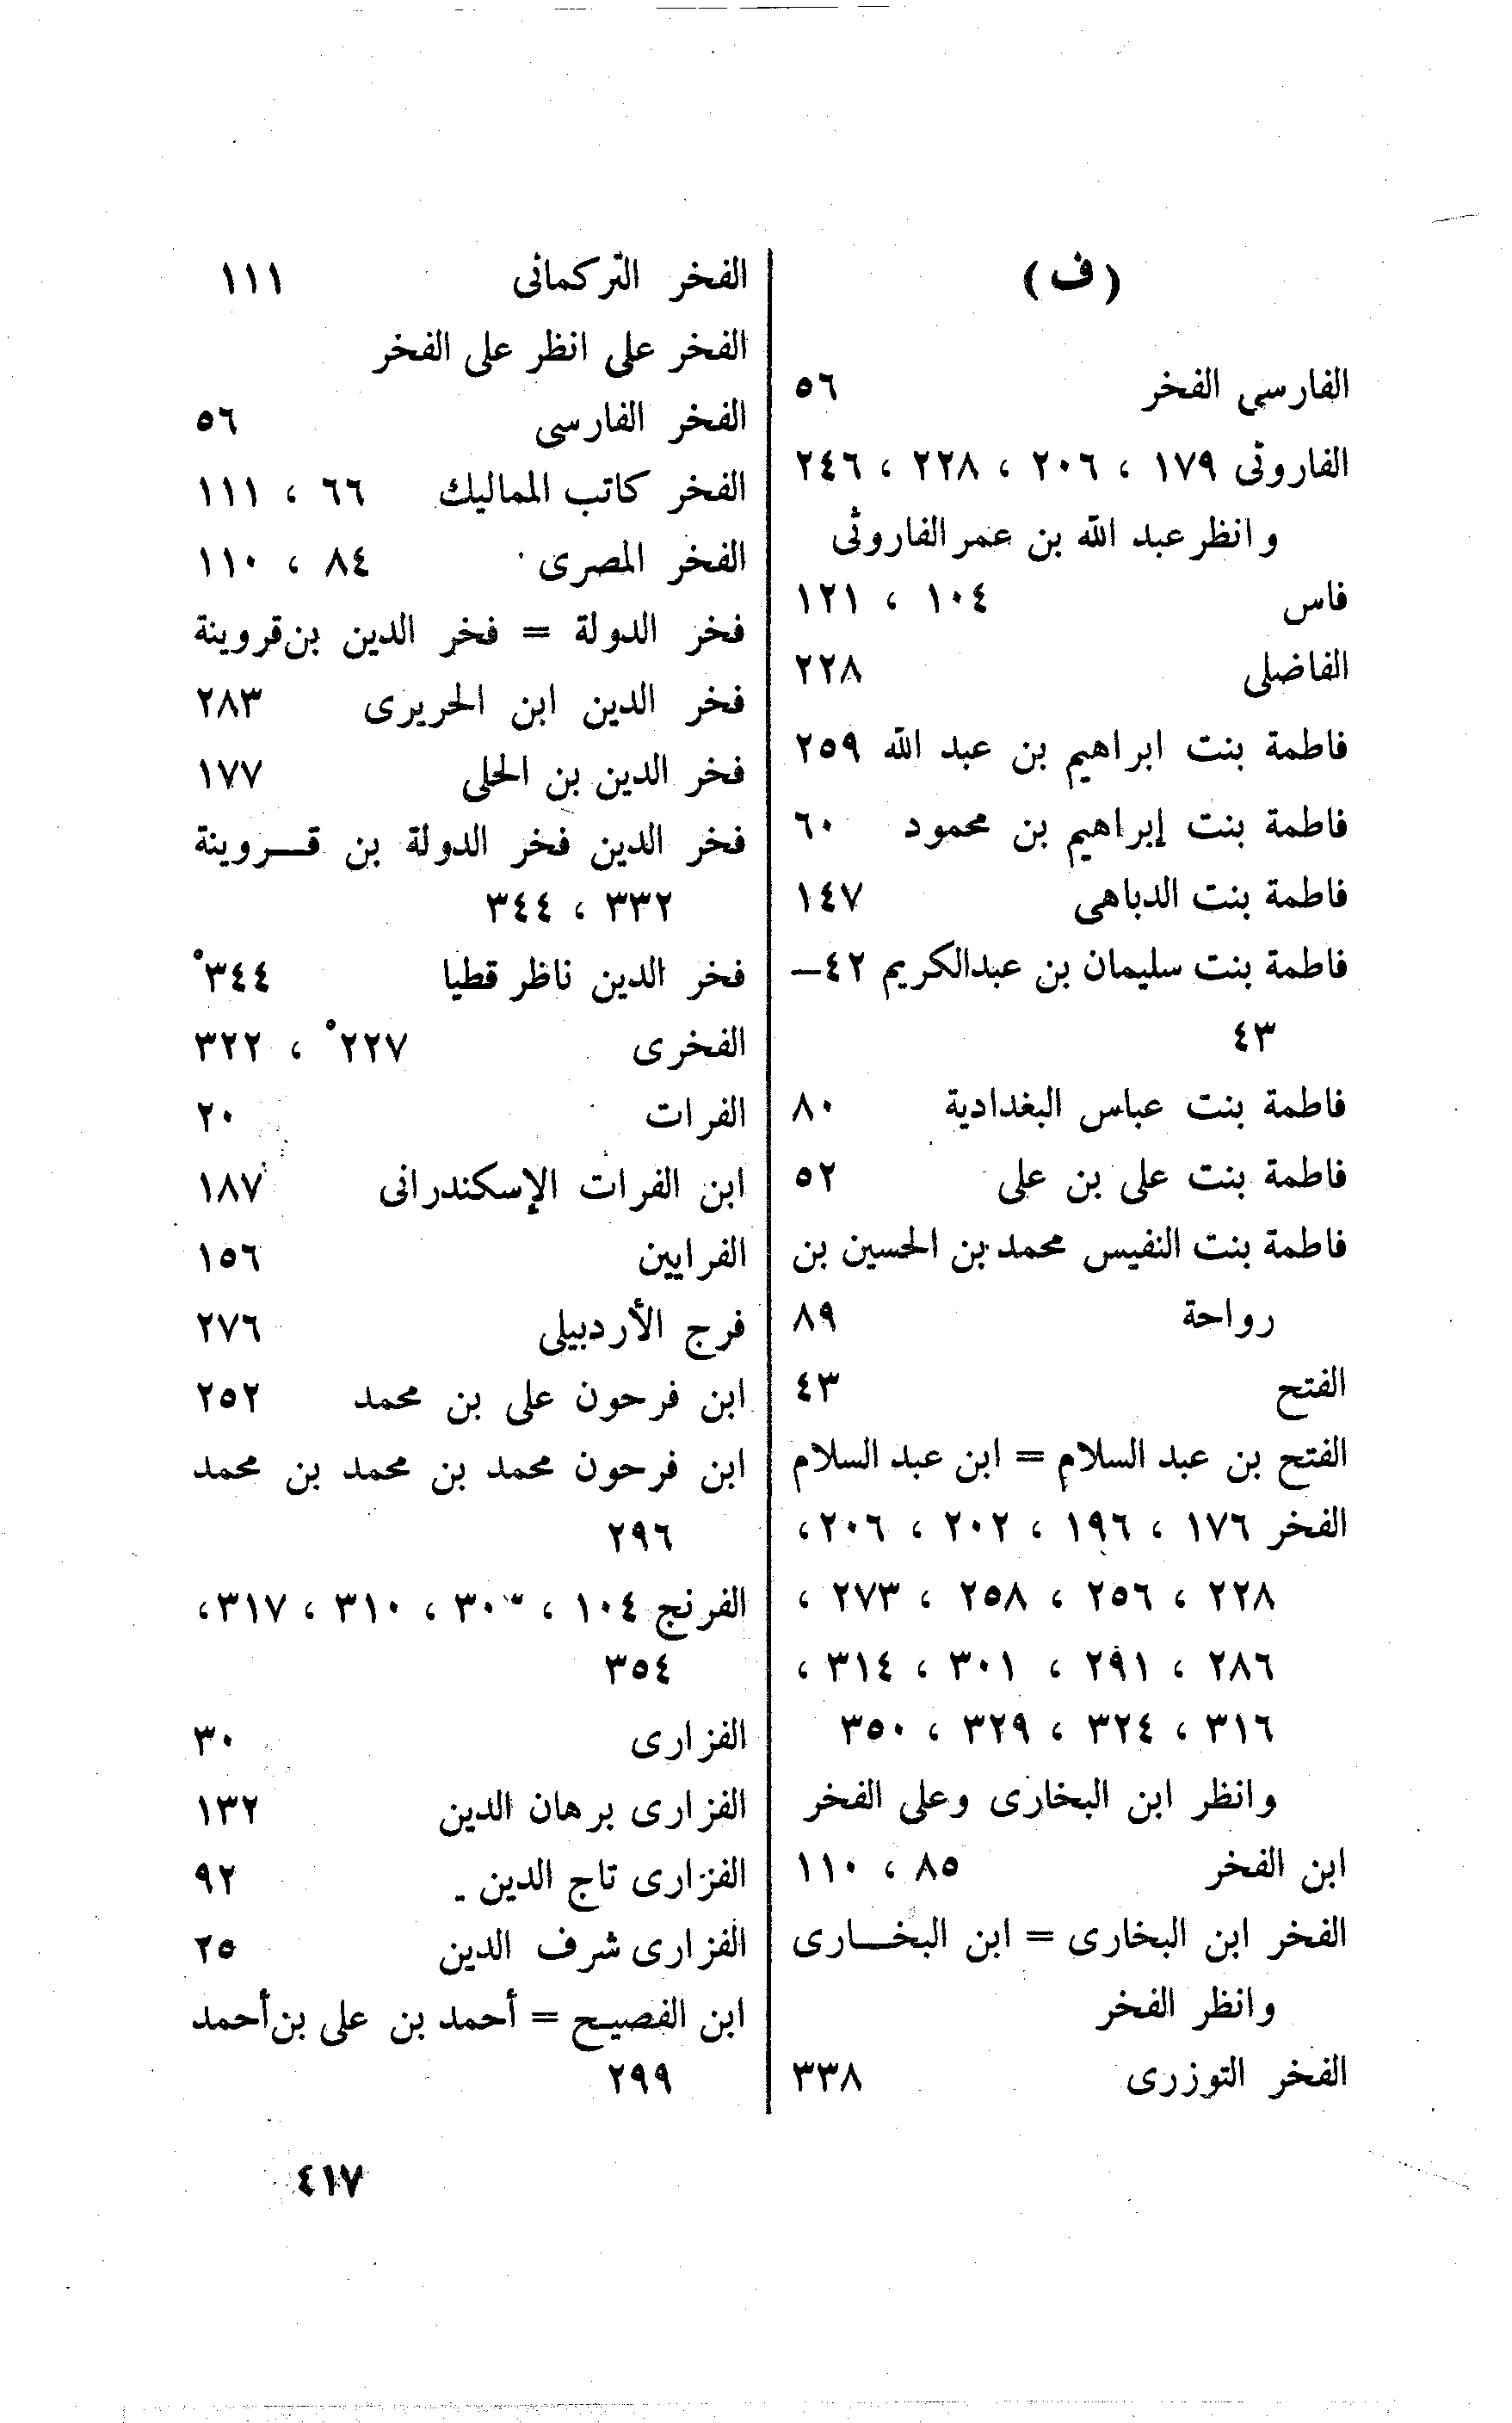 (ف)
الفارسي الفخر ٥٦
الفاروثى ١٧٩ ، ٢٠٦ ، ٢٢٨ ، ٢٤٦
وانظر عبد الله بن عمر الفاروثى
فاس ١٠٤ ، ١٢١
الفاضلى ٢٢٨
فاطمة بنت ابراهيم بن عبد الله ٢٥٩
فاطمة بنت إبراهيم بن محمود ٦٠
فاطمة بنت الدباهى ١٤٧
فاطمة بنت سليمان بن عبدالكريم ٤٢–
٤٣
فاطمة بنت عباس البغدادية ٨٠
فاطمة بنت على بن على ٥٢
فاطمة بنت النفيس محمد بن الحسين بن
رواحة ٨٩
الفتح ٤٣
الفتح بن عبد السلام = ابن عبد السلام
الفخر ١٧٦ ، ١٩٦ ، ٢٠٢ ، ٢٠٦،
٢٢٨ ، ٢٥٦ ، ٢٥٨ ، ٢٧٣ ،
٢٨٦ ، ٢٩١ ، ٣٠١ ، ٣١٤ ،
٣١٦ ، ٣٢٤ ، ٣٢٩ ، ٣٥٠
وانظر ابن البخارى وعلى الفخر
ابن الفخر ٨٥ ، ١١٠
الفخر ابن البخارى = ابن البخـارى
وانظر الفخر
الفخر التوزرى ٣٣٨
الفخر التركمانى ١١١
الفخر على انظر على الفخر
الفخر الفارسى ٥٦
الفخر كاتب المماليك ٦٦ ، ١١١
الفخر المصرى ٨٤ ، ١١٠
فخر الدولة = فخر الدين بن قروينة
فخر الدين ابن الحريرى ٢٨٣
فخر الدين بن الحلى ١٧٧
فخر الدين فخر الدولة بن قـروينة
٣٣٢ ، ٣٤٤
فخر الدين ناظر قطيا ٣٤٤°
الفخرى ٢٢٧° ، ٣٢٢
الفرات ٢٠
ابن الفرات الإسكندرانى ١٨٧
الفرايين ١٥٦
فرج الأردبيلى ٢٧٦
ابن فرحون على بن محمد ٢٥٢
ابن فرحون محمد بن محمد بن محمد
٢٩٦
الفرنج ١٠٤ ، ٣٠٣ ، ٣١٠ ، ٣١٧،
٣٥٤
الفزارى ٣٠
الفزارى برهان الدين ١٣٢
الفزارى تاج الدين ٩٢
الفزارى شرف الدين ٢٥
ابن الفصيح = أحمد بن على بن أحمد
٢٩٩
٤١٧